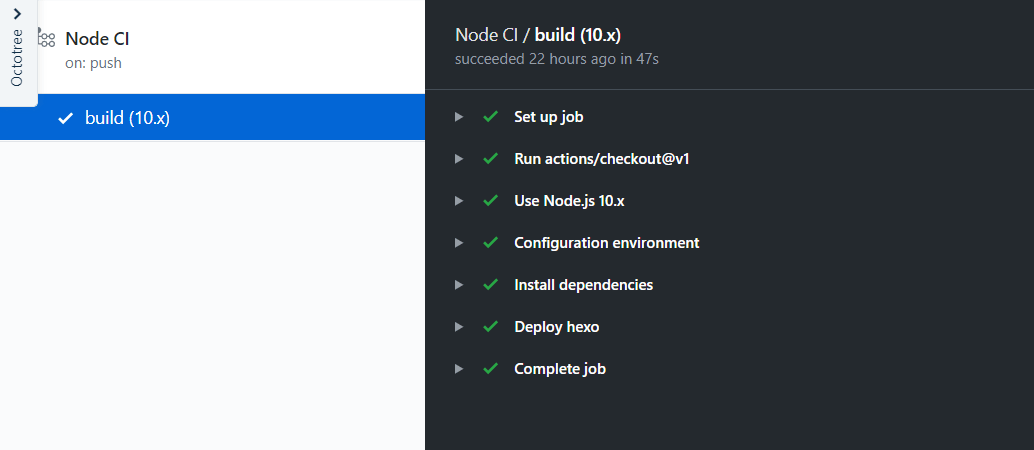 Octotree
Node CI
on: push
build (10.x)
Node CI / build (10.x)
succeeded 22 hours ago in 47s
Set up job
Run actions/checkout@v1
Use Node.js 10.x
Configuration environment
Install dependencies
Deploy hexo
Complete job